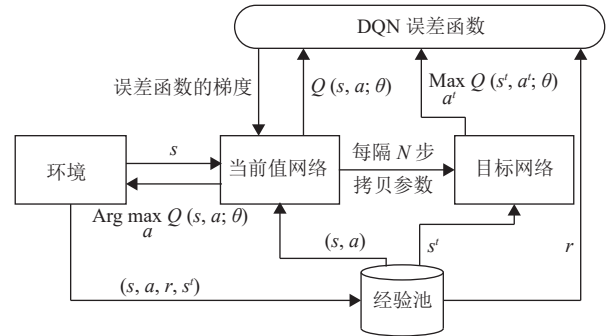 DQN 误差函数
误差函数的梯度
Q (s, a; θ)
Max Q (s^t, a^t; θ)
a^t
环境
s
当前值网络
每隔 N 步
拷贝参数
目标网络
Arg max Q (s, a; θ)
a
(s, a)
s^t
r
(s, a, r, s^t)
经验池